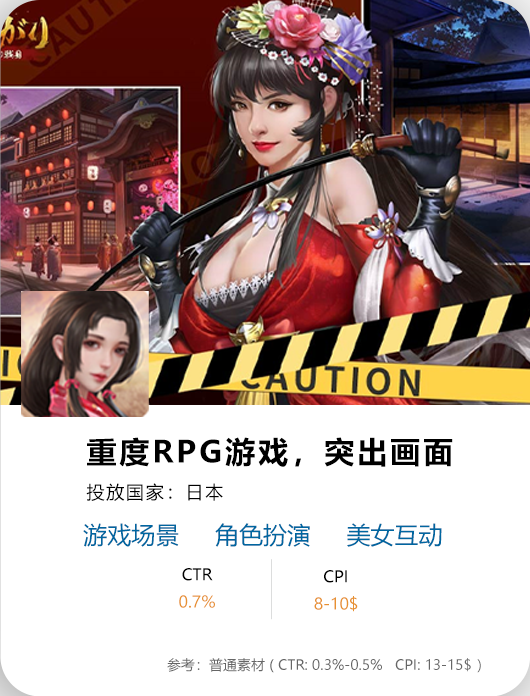 がり
CAUTION
重度RPG游戏，突出画面
投放国家：日本
游戏场景 角色扮演 美女互动
CTR CPI
0.7% 8-10$
参考：普通素材 ( CTR: 0.3%-0.5% CPI: 13-15$ )